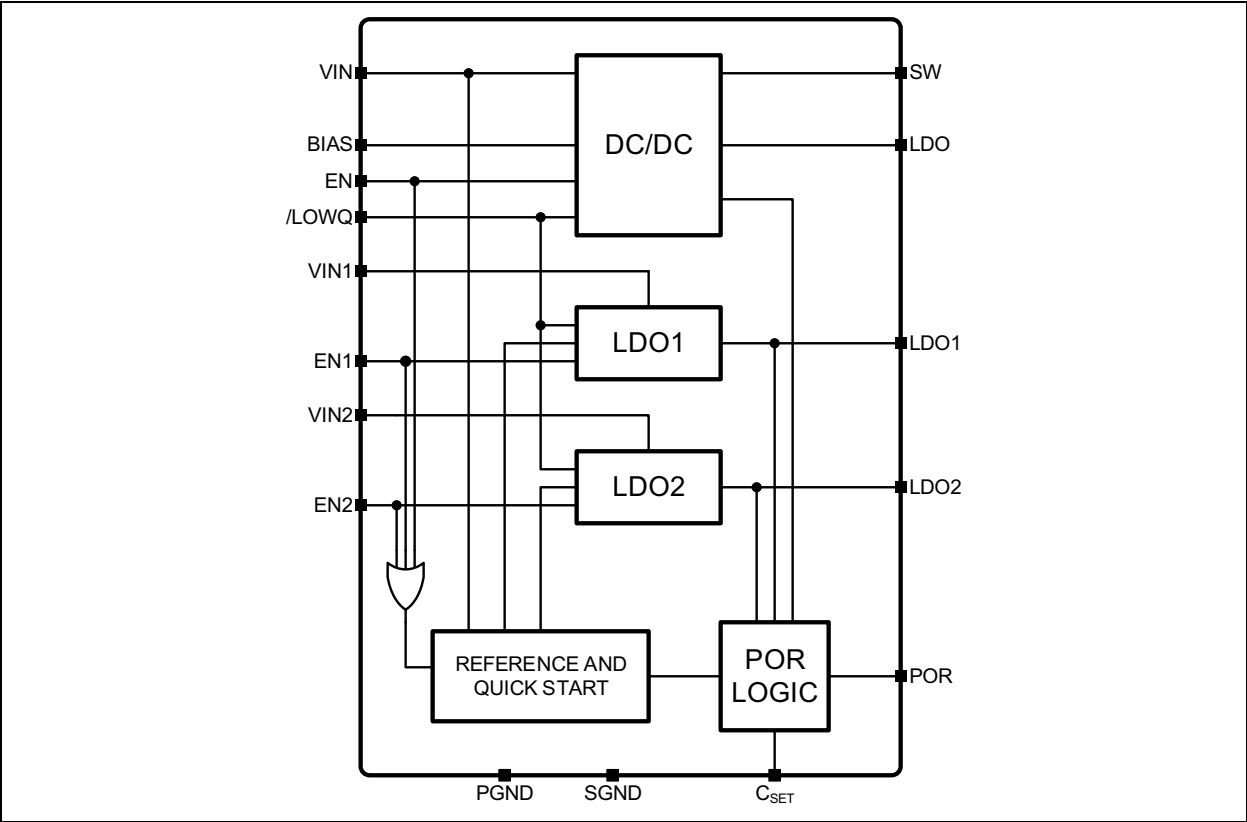 VIN
SW
DC/DC
BIAS
LDO
EN
/LOWQ
VIN1
LDO1
LDO1
EN1
VIN2
LDO2
LDO2
EN2
REFERENCE AND
QUICK START
POR
LOGIC
POR
PGND
SGND
CSET